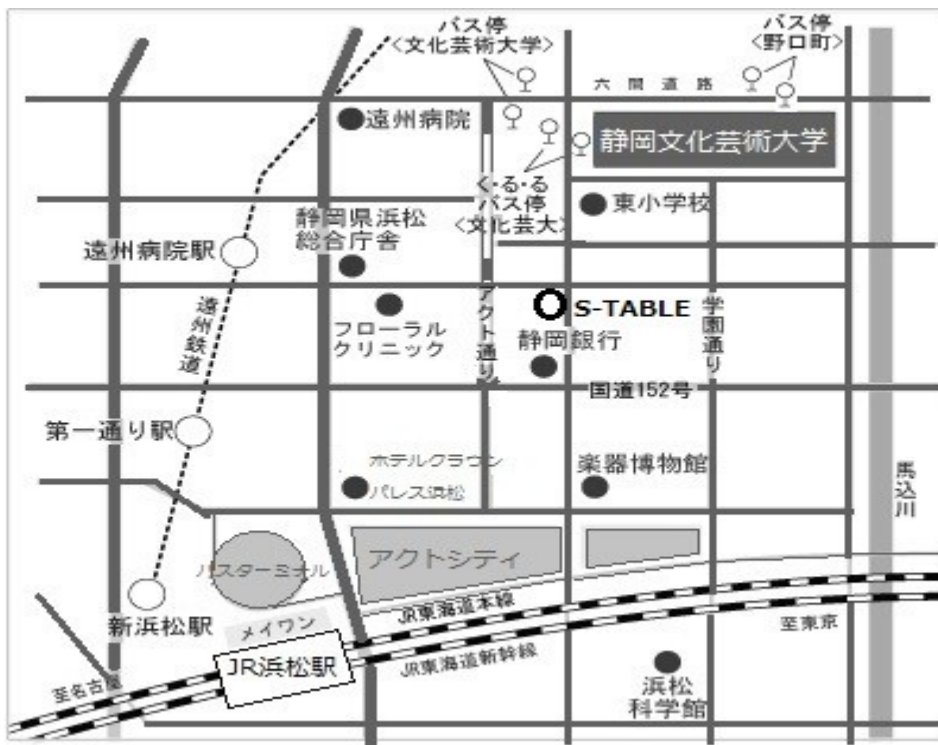 バス停
<文化芸術大学>
バス停
<野口町>
六間道路
遠州病院
静岡文化芸術大学
く・る・る
バス停
<文化芸大>
東小学校
静岡県浜松
総合庁舎
遠州病院駅
遠州鉄道
フローラル
クリニック
アクト通り
S-TABLE
静岡銀行
学園通り
国道152号
第一通り駅
ホテルクラウン
パレス浜松
楽器博物館
馬込川
バスターミナル
アクトシティ
新浜松駅
メイワン
JR東海道本線
至東京
JR浜松駅
JR東海道新幹線
至名古屋
浜松
科学館